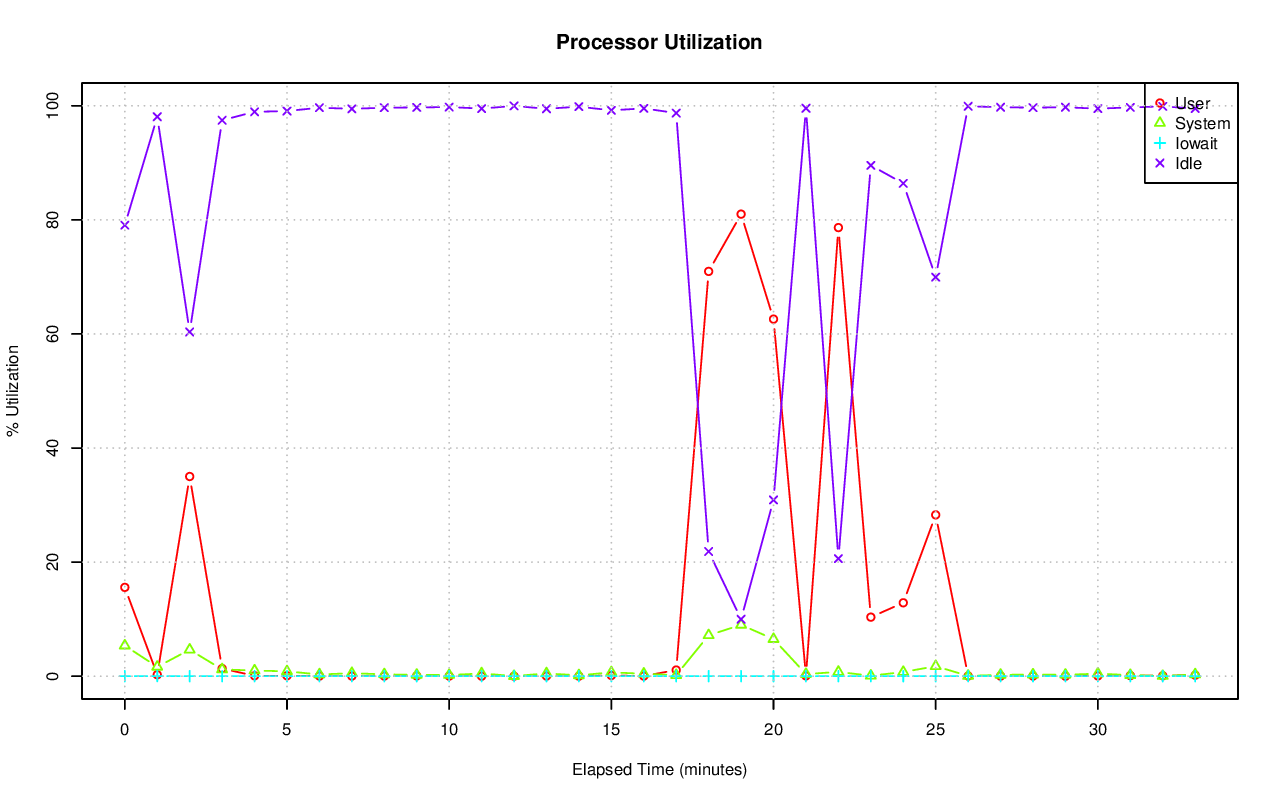 Processor Utilization
% Utilization
100
80
60
40
20
0
User
System
Iowait
Idle
0 5 10 15 20 25 30
Elapsed Time (minutes)